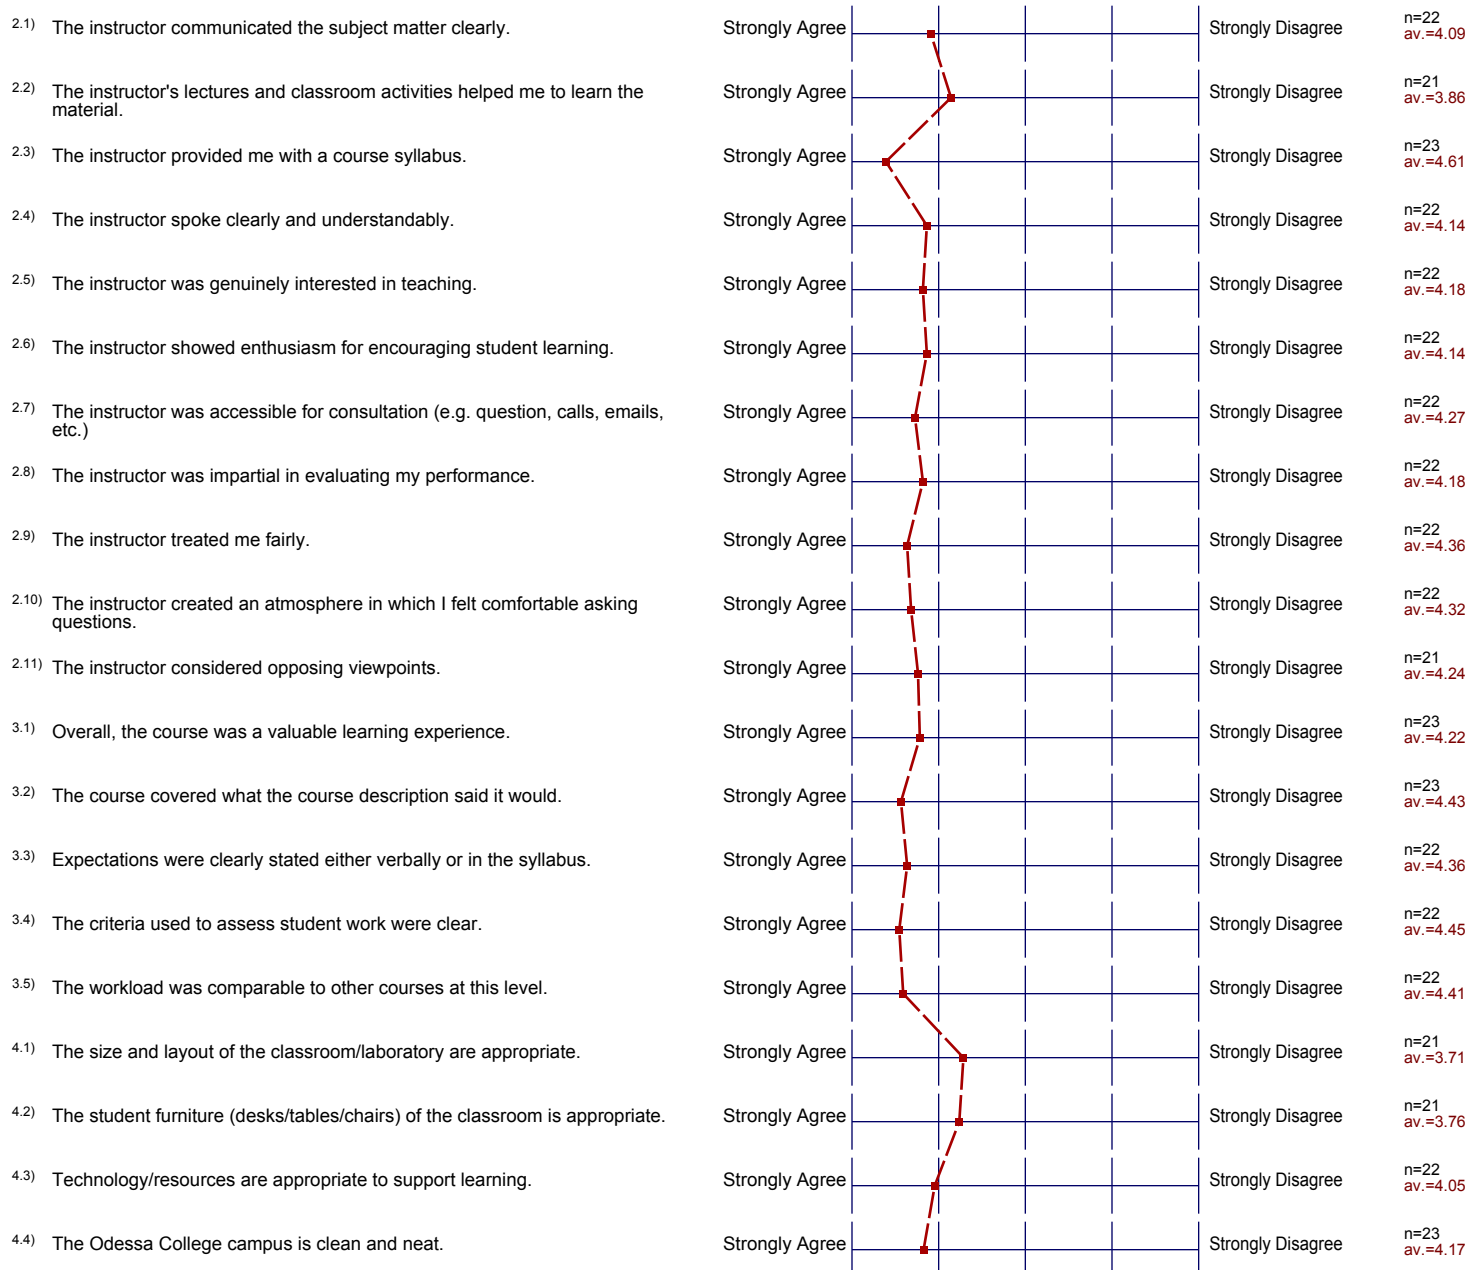 2.1) The instructor communicated the subject matter clearly. Strongly Agree Strongly Disagree n=22
av.=4.09
2.2) The instructor's lectures and classroom activities helped me to learn the
material. Strongly Agree Strongly Disagree n=21
av.=3.86
2.3) The instructor provided me with a course syllabus. Strongly Agree Strongly Disagree n=23
av.=4.61
2.4) The instructor spoke clearly and understandably. Strongly Agree Strongly Disagree n=22
av.=4.14
2.5) The instructor was genuinely interested in teaching. Strongly Agree Strongly Disagree n=22
av.=4.18
2.6) The instructor showed enthusiasm for encouraging student learning. Strongly Agree Strongly Disagree n=22
av.=4.14
2.7) The instructor was accessible for consultation (e.g. question, calls, emails,
etc.) Strongly Agree Strongly Disagree n=22
av.=4.27
2.8) The instructor was impartial in evaluating my performance. Strongly Agree Strongly Disagree n=22
av.=4.18
2.9) The instructor treated me fairly. Strongly Agree Strongly Disagree n=22
av.=4.36
2.10) The instructor created an atmosphere in which I felt comfortable asking
questions. Strongly Agree Strongly Disagree n=22
av.=4.32
2.11) The instructor considered opposing viewpoints. Strongly Agree Strongly Disagree n=21
av.=4.24
3.1) Overall, the course was a valuable learning experience. Strongly Agree Strongly Disagree n=23
av.=4.22
3.2) The course covered what the course description said it would. Strongly Agree Strongly Disagree n=23
av.=4.43
3.3) Expectations were clearly stated either verbally or in the syllabus. Strongly Agree Strongly Disagree n=22
av.=4.36
3.4) The criteria used to assess student work were clear. Strongly Agree Strongly Disagree n=22
av.=4.45
3.5) The workload was comparable to other courses at this level. Strongly Agree Strongly Disagree n=22
av.=4.41
4.1) The size and layout of the classroom/laboratory are appropriate. Strongly Agree Strongly Disagree n=21
av.=3.71
4.2) The student furniture (desks/tables/chairs) of the classroom is appropriate. Strongly Agree Strongly Disagree n=21
av.=3.76
4.3) Technology/resources are appropriate to support learning. Strongly Agree Strongly Disagree n=22
av.=4.05
4.4) The Odessa College campus is clean and neat. Strongly Agree Strongly Disagree n=23
av.=4.17